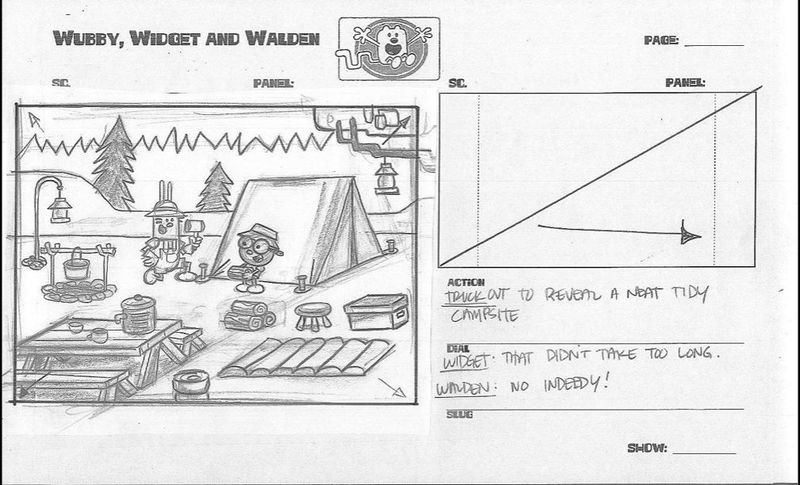 WUBBY, WIDGET AND WALDEN
PAGE:
SC. PANEL: SC. PANEL:
ACTION
TRUCK OUT TO REVEAL A NEAT TIDY
CAMPSITE
DIAL
WIDGET: THAT DIDN'T TAKE TOO LONG.
WALDEN: NO INDEEDY!
SLUG
SHOW: